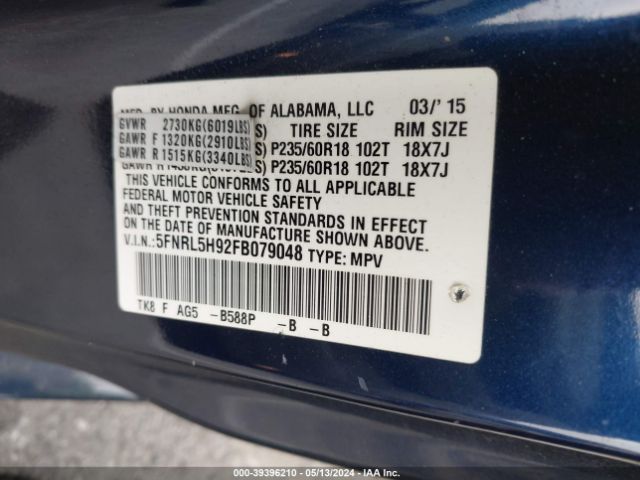 MFD. BY HONDA MFG. OF ALABAMA, LLC 03/'15
GVWR 2730KG(6019LBS) TIRE SIZE RIM SIZE
GAWR F 1320KG(2910LBS) P235/60R18 102T 18X7J
GAWR R 1515KG(3340LBS) P235/60R18 102T 18X7J
THIS VEHICLE CONFORMS TO ALL APPLICABLE
FEDERAL MOTOR VEHICLE SAFETY
AND THEFT PREVENTION STANDARDS IN EFFECT
ON THE DATE OF MANUFACTURE SHOWN ABOVE.
V.I.N.:5FNRL5H92FB079048 TYPE: MPV
TK8 F AG5 -B588P -B -B
000-39396210 - 05/13/2024 - IAA Inc.